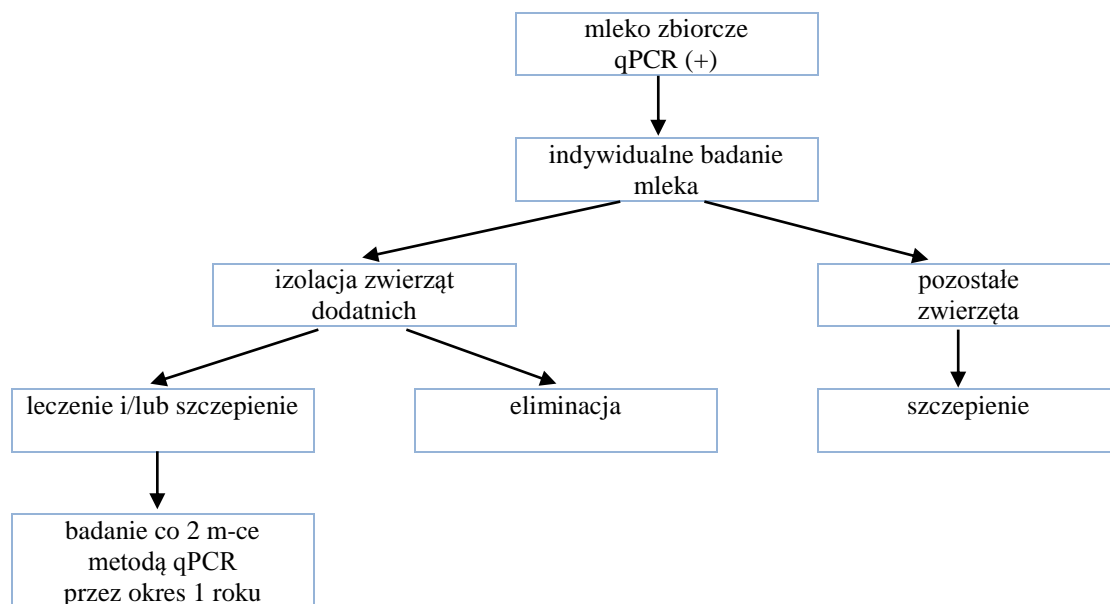 mleko zbiorcze
qPCR (+)
indywidualne badanie
mleka
izolacja zwierząt
dodatnich
pozostałe
zwierzęta
leczenie i/lub szczepienie
eliminacja
szczepienie
badanie co 2 m-ce
metodą qPCR
przez okres 1 roku